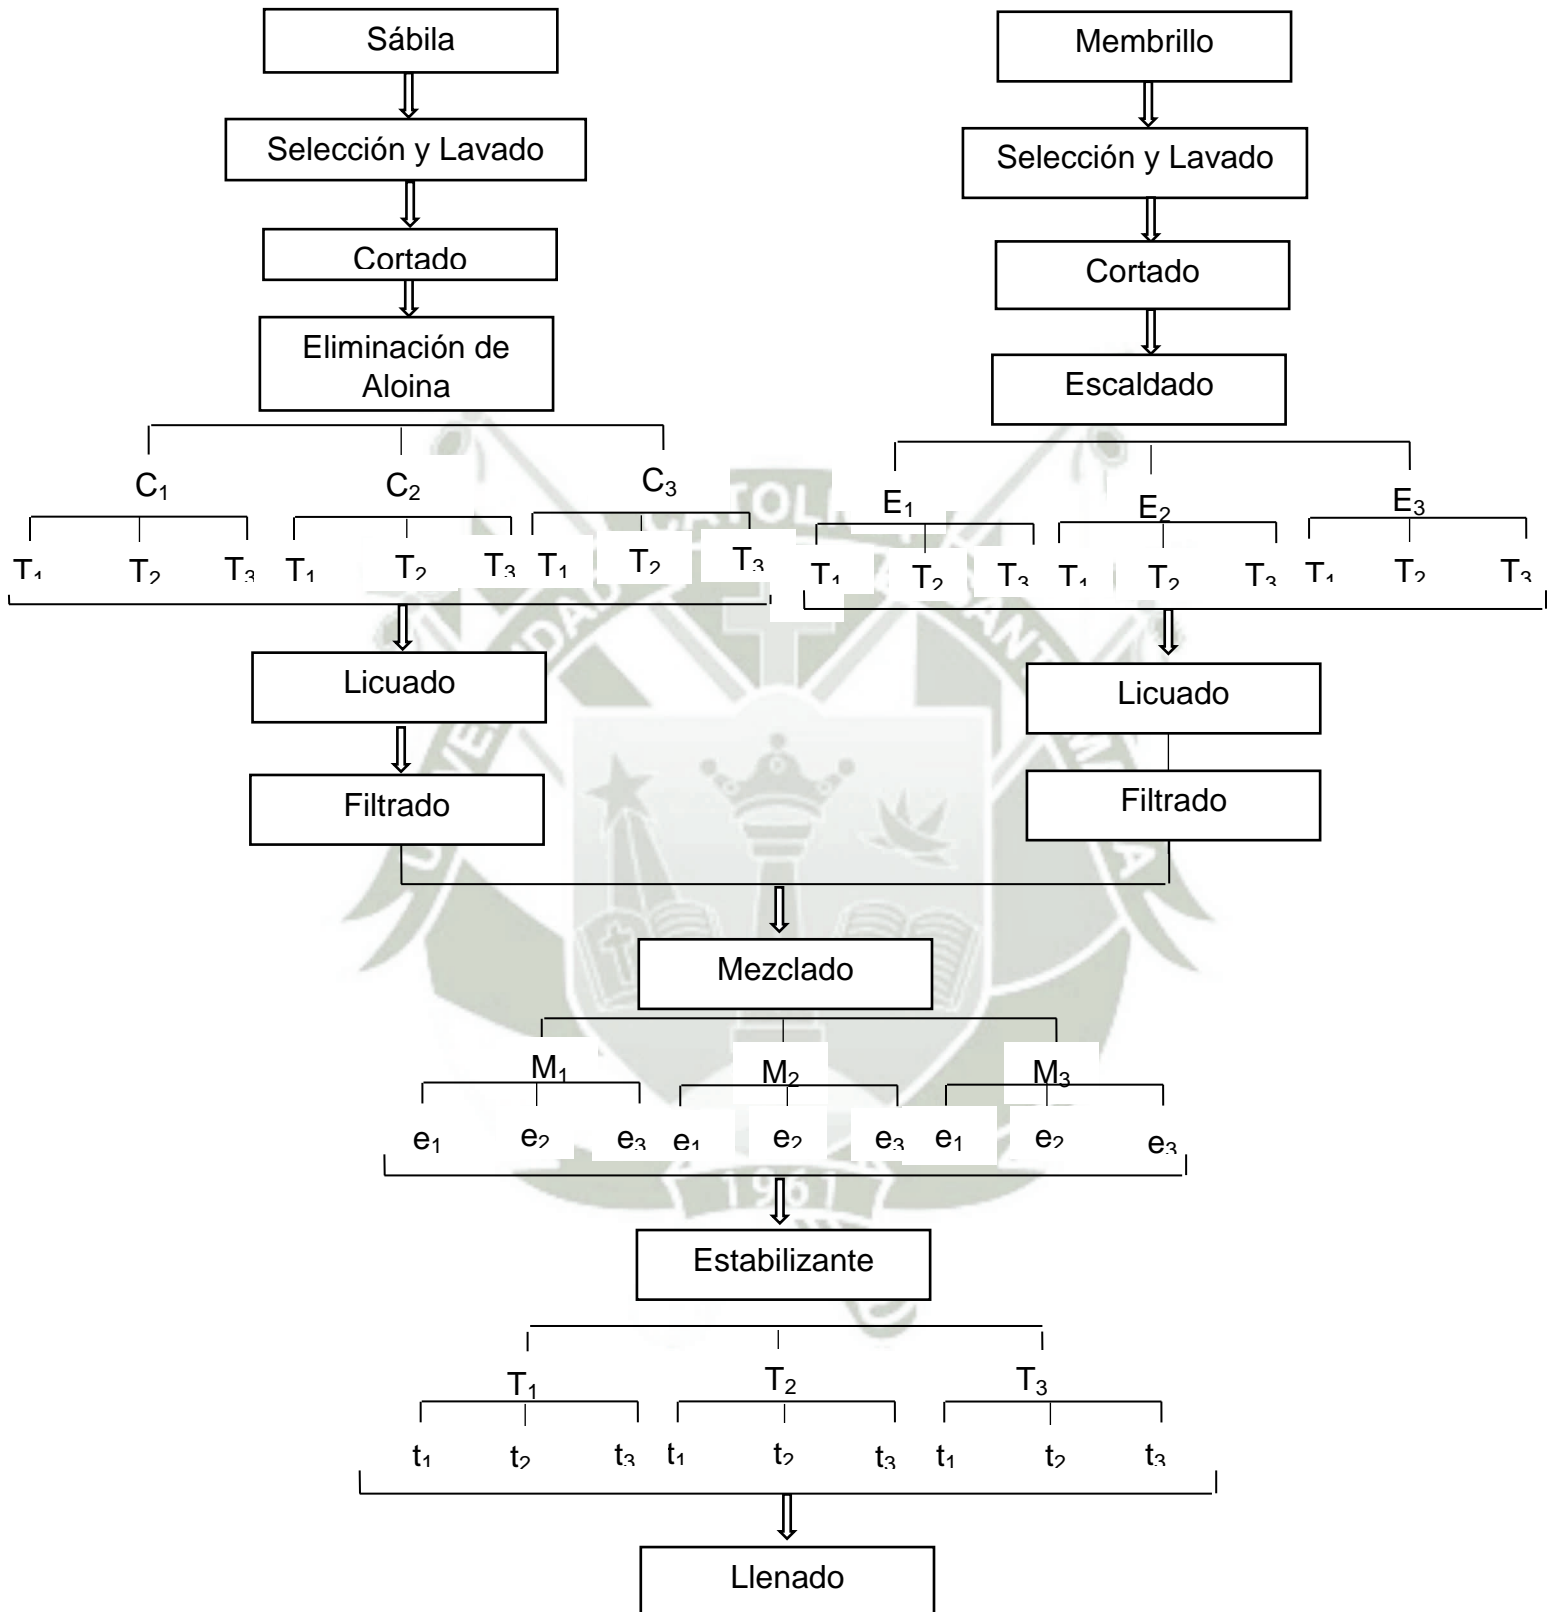 Sábila
Membrillo
Selección y Lavado
Selección y Lavado
Cortado
Cortado
Eliminación de
Aloina
Escaldado
C₁ C₂ C₃
E₁ E₂ E₃
T₁ T₂ T₃ T₁ T₂ T₃ T₁ T₂ T₃
T₁ T₂ T₃ T₁ T₂ T₃ T₁ T₂ T₃
Licuado
Licuado
Filtrado
Filtrado
Mezclado
M₁ M₂ M₃
e₁ e₂ e₃ e₁ e₂ e₃ e₁ e₂ e₃
1961
Estabilizante
T₁ T₂ T₃
t₁ t₂ t₃ t₁ t₂ t₃ t₁ t₂ t₃
Llenado